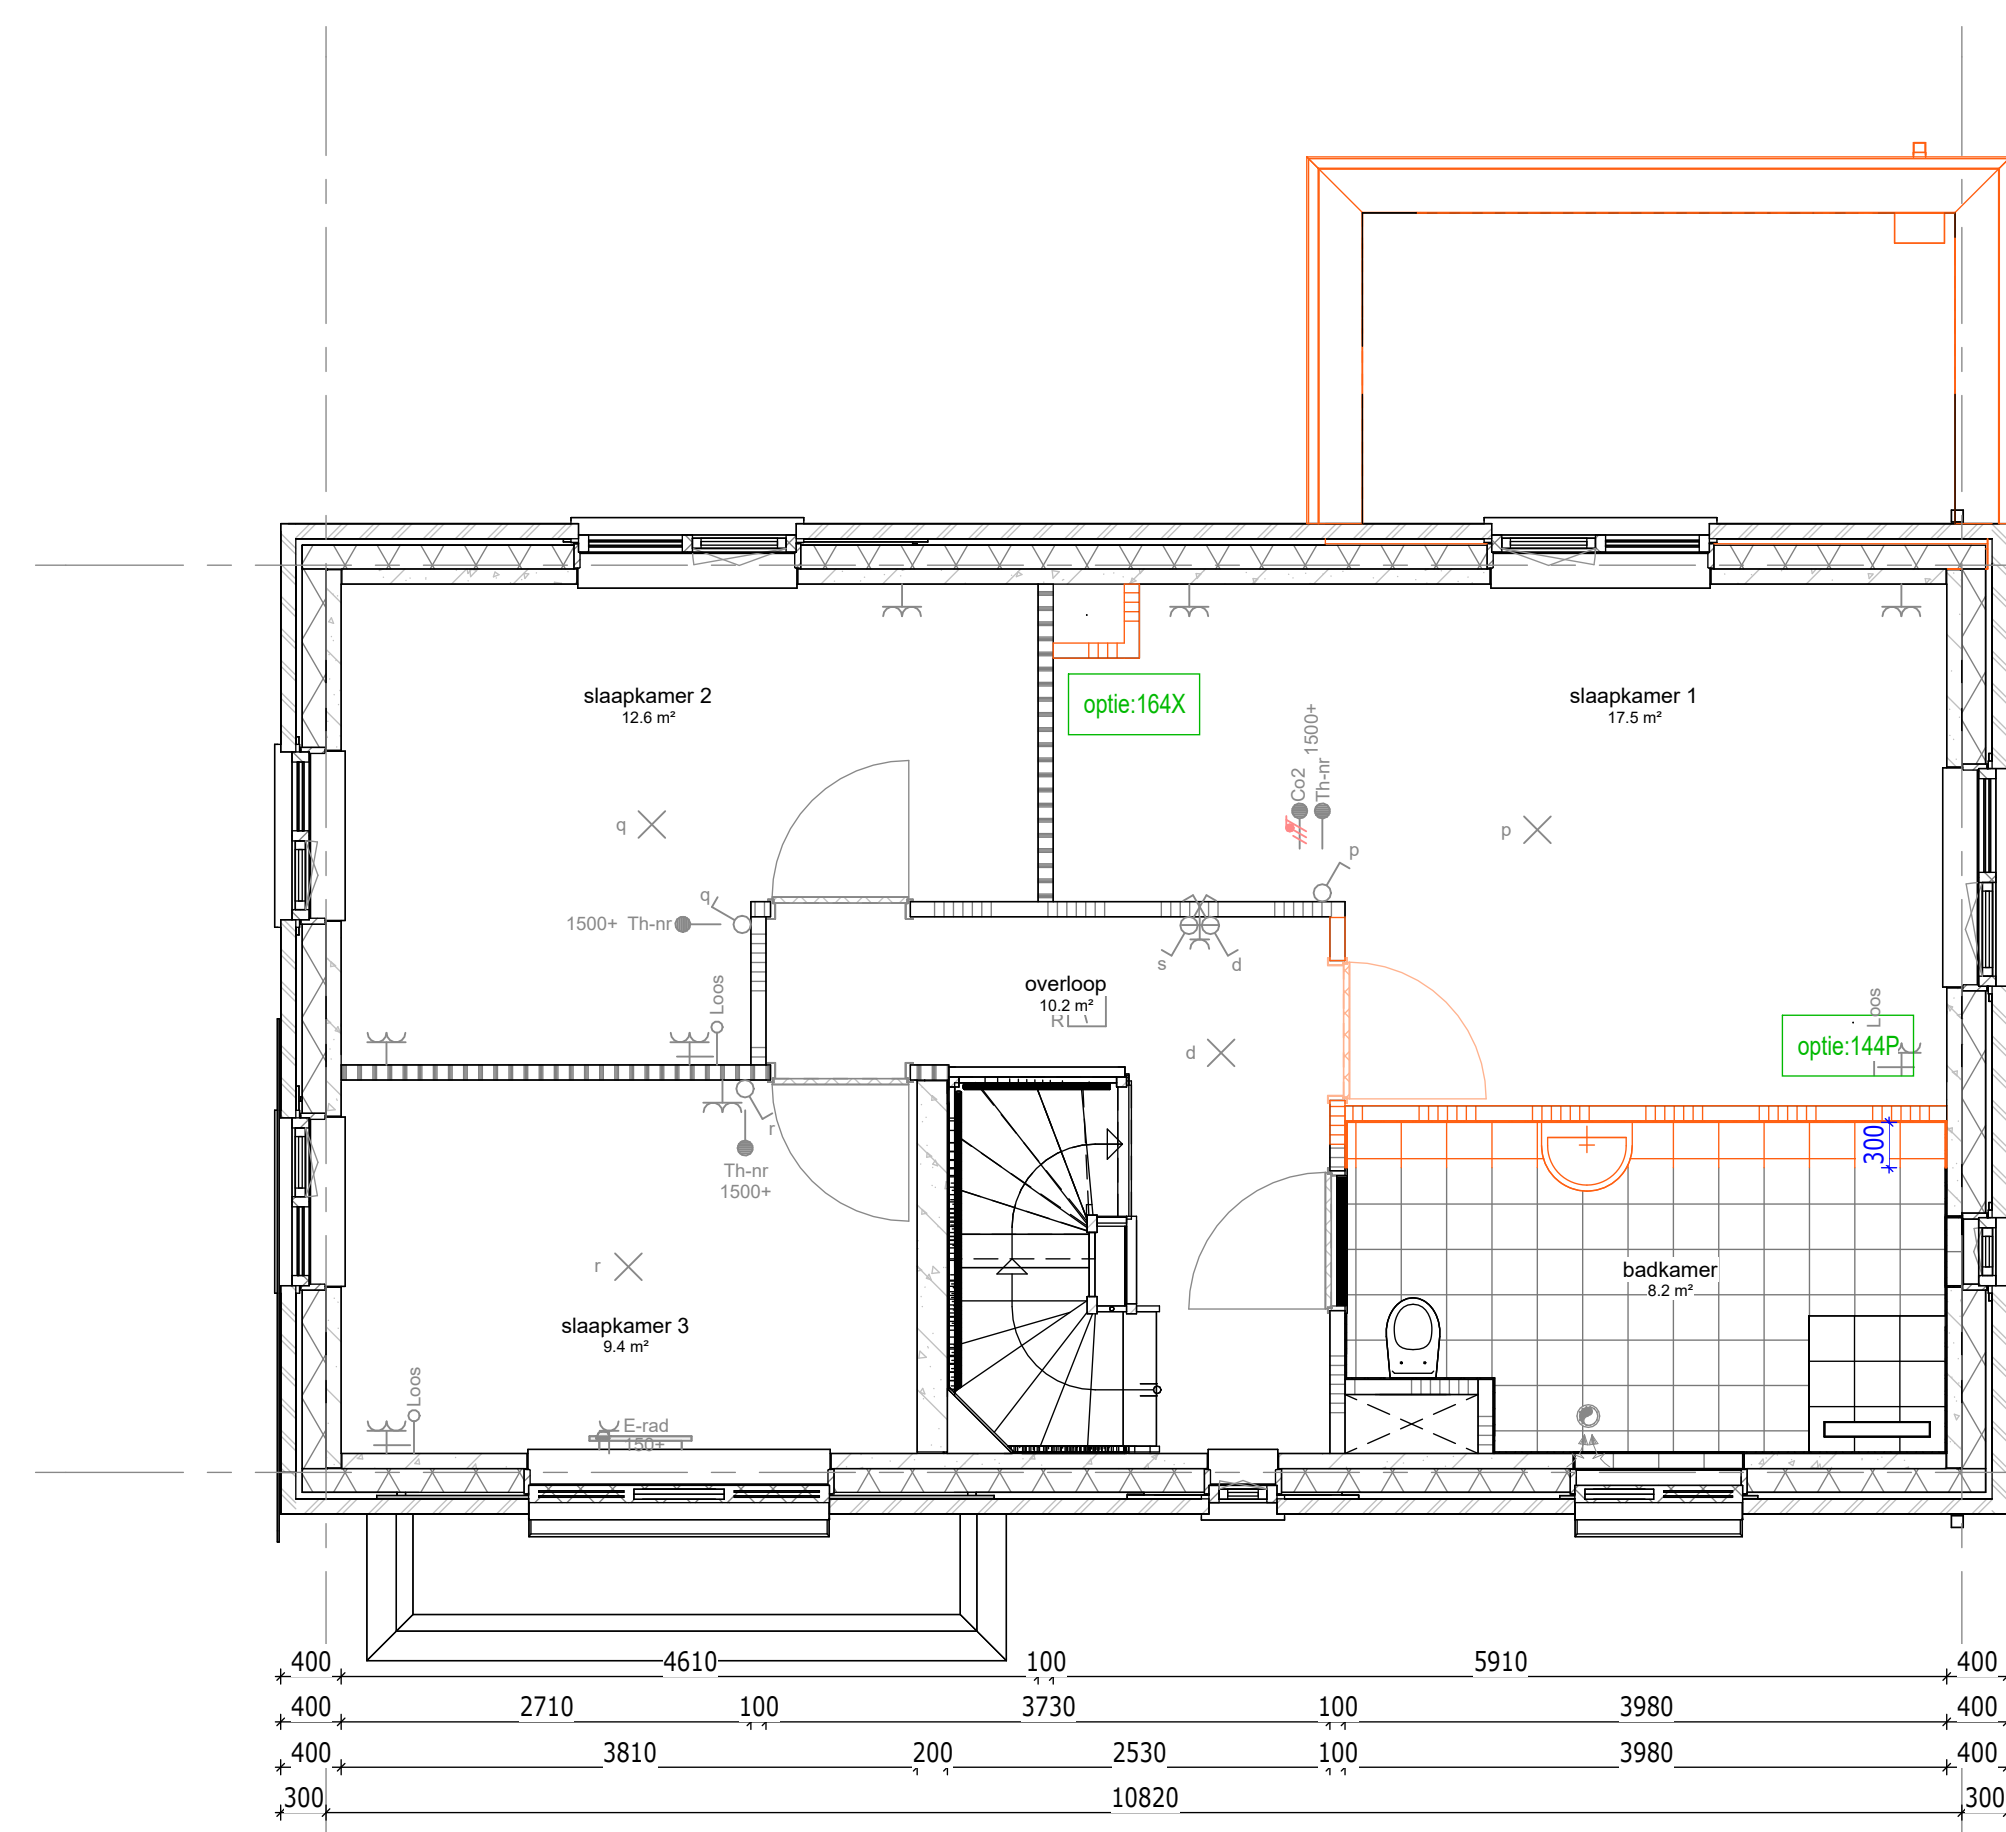 slaapkamer 2
12.6 m²
slaapkamer 1
17.5 m²
optie:164X
1500+
Co2
Th-nr
q
p
p
q
1500+ Th-nr
s
d
overloop
10.2 m²
R
d
Loos
Loos
optie:144P
r
Th-nr
1500+
300
r
badkamer
8.2 m²
slaapkamer 3
9.4 m²
Loos
E-rad
150+
400 4610 100 5910 400
400 2710 100 3730 100 3980 400
400 3810 200 2530 100 3980 400
300 10820 300